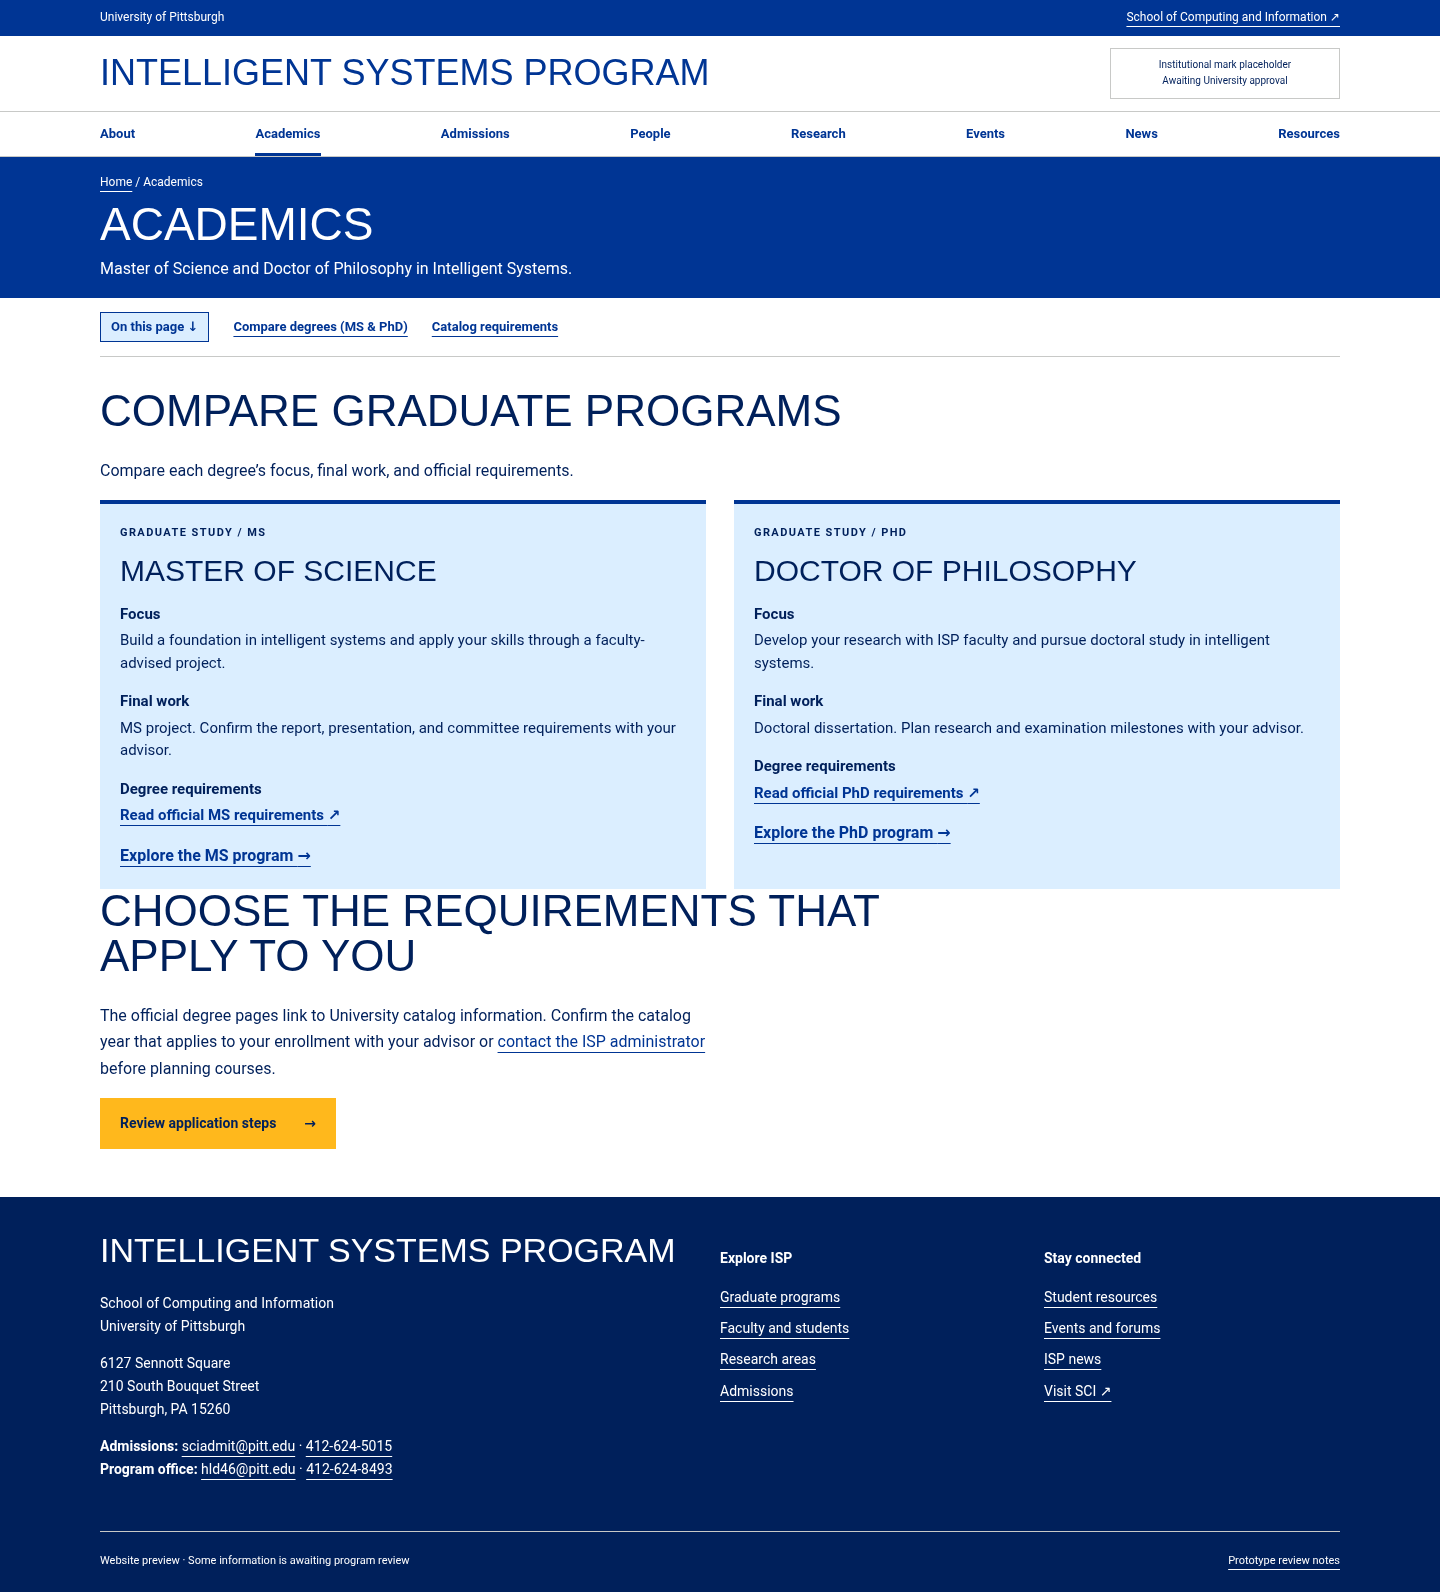 University of Pittsburgh
School of Computing and Information ↗
INTELLIGENT SYSTEMS PROGRAM
Institutional mark placeholder
Awaiting University approval
About Academics Admissions People Research Events News Resources
Home / Academics
ACADEMICS
Master of Science and Doctor of Philosophy in Intelligent Systems.
On this page ↓ Compare degrees (MS & PhD) Catalog requirements
COMPARE GRADUATE PROGRAMS
Compare each degree’s focus, final work, and official requirements.
GRADUATE STUDY / MS
MASTER OF SCIENCE
Focus
Build a foundation in intelligent systems and apply your skills through a faculty-
advised project.
Final work
MS project. Confirm the report, presentation, and committee requirements with your
advisor.
Degree requirements
Read official MS requirements ↗
Explore the MS program →
GRADUATE STUDY / PHD
DOCTOR OF PHILOSOPHY
Focus
Develop your research with ISP faculty and pursue doctoral study in intelligent
systems.
Final work
Doctoral dissertation. Plan research and examination milestones with your advisor.
Degree requirements
Read official PhD requirements ↗
Explore the PhD program →
CHOOSE THE REQUIREMENTS THAT
APPLY TO YOU
The official degree pages link to University catalog information. Confirm the catalog
year that applies to your enrollment with your advisor or contact the ISP administrator
before planning courses.
Review application steps →
INTELLIGENT SYSTEMS PROGRAM
School of Computing and Information
University of Pittsburgh
6127 Sennott Square
210 South Bouquet Street
Pittsburgh, PA 15260
Admissions: sciadmit@pitt.edu · 412-624-5015
Program office: hld46@pitt.edu · 412-624-8493
Explore ISP
Graduate programs
Faculty and students
Research areas
Admissions
Stay connected
Student resources
Events and forums
ISP news
Visit SCI ↗
Website preview · Some information is awaiting program review
Prototype review notes